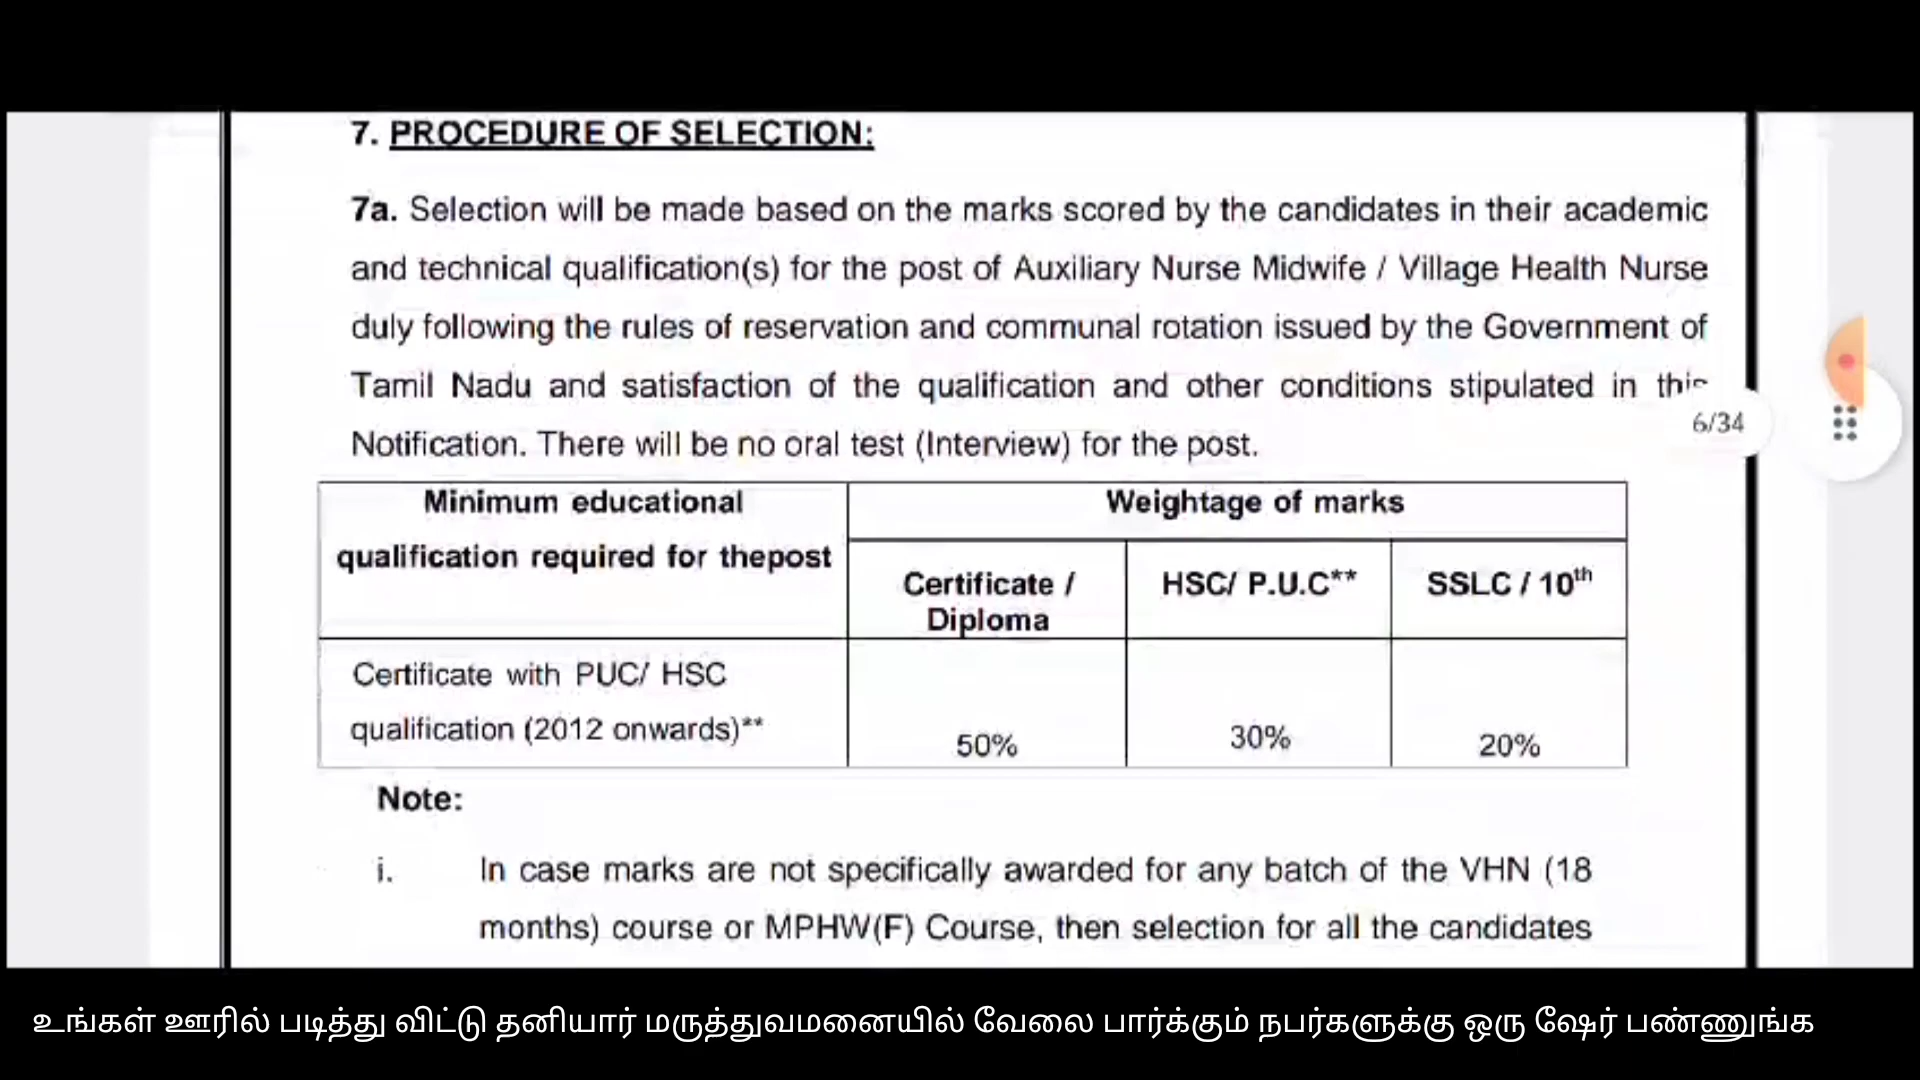 7. PROCEDURE OF SELECTION:
7a. Selection will be made based on the marks scored by the candidates in their academic
and technical qualification(s) for the post of Auxiliary Nurse Midwife / Village Health Nurse
duly following the rules of reservation and communal rotation issued by the Government of
Tamil Nadu and satisfaction of the qualification and other conditions stipulated in this
6/34
Notification. There will be no oral test (Interview) for the post.
Minimum educational
qualification required for thepost
Weightage of marks
Certificate /
Diploma
HSC/ P.U.C**
SSLC / 10th
Certificate with PUC/ HSC
qualification (2012 onwards)**
50%
30%
20%
Note:
i. In case marks are not specifically awarded for any batch of the VHN (18
months) course or MPHW(F) Course, then selection for all the candidates
உங்கள் ஊரில் படித்து விட்டு தனியார் மருத்துவமனையில் வேலை பார்க்கும் நபர்களுக்கு ஒரு ஷேர் பண்ணுங்க